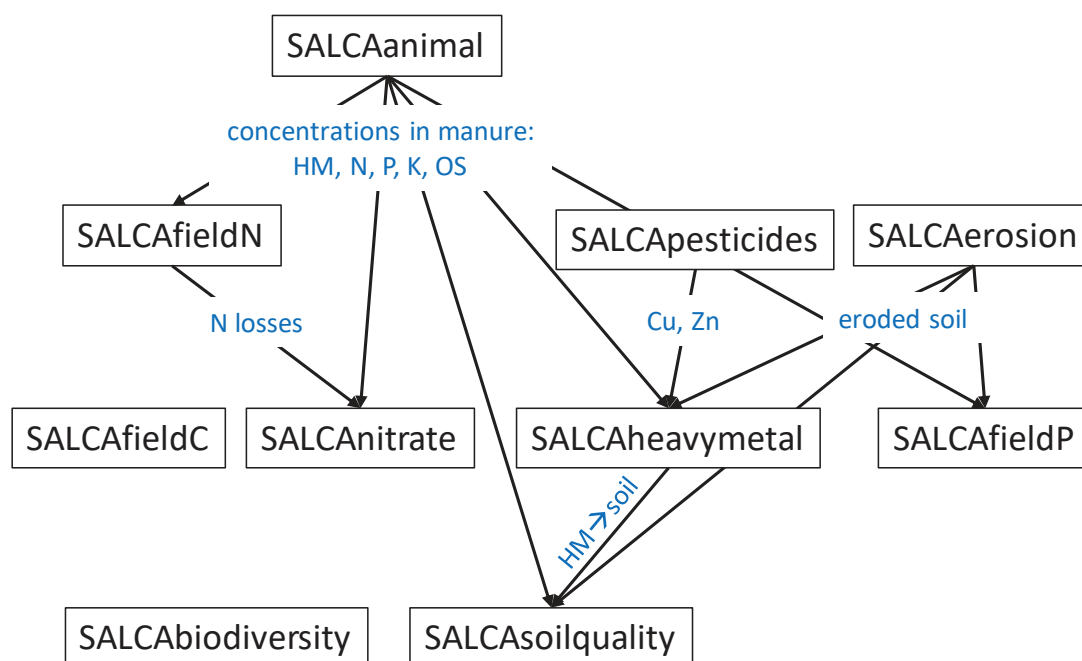 SALCAanimal
concentrations in manure:
HM, N, P, K, OS
SALCAfieldN
SALCApesticides
SALCAerosion
N losses
Cu, Zn
eroded soil
SALCAfieldC
SALCAnitrate
SALCAheavymetal
SALCAfieldP
HM→soil
SALCAbiodiversity
SALCAsoilquality